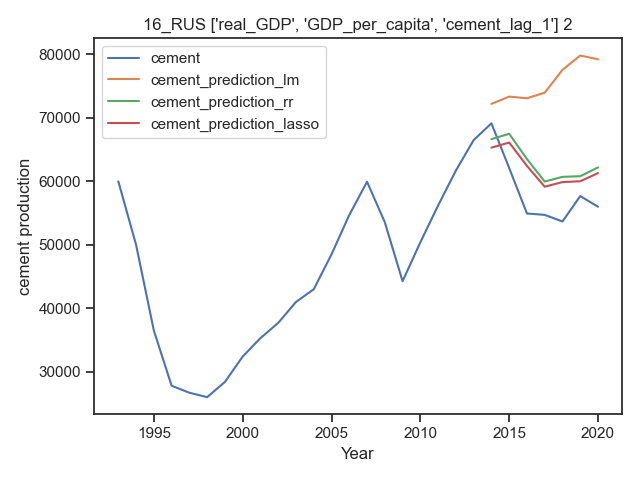 16_RUS ['real_GDP', 'GDP_per_capita', 'cement_lag_1'] 2
cement
cement_prediction_lm
cement_prediction_rr
cement_prediction_lasso
cement production
80000
70000
60000
50000
40000
30000
1995
2000
2005
2010
2015
2020
Year